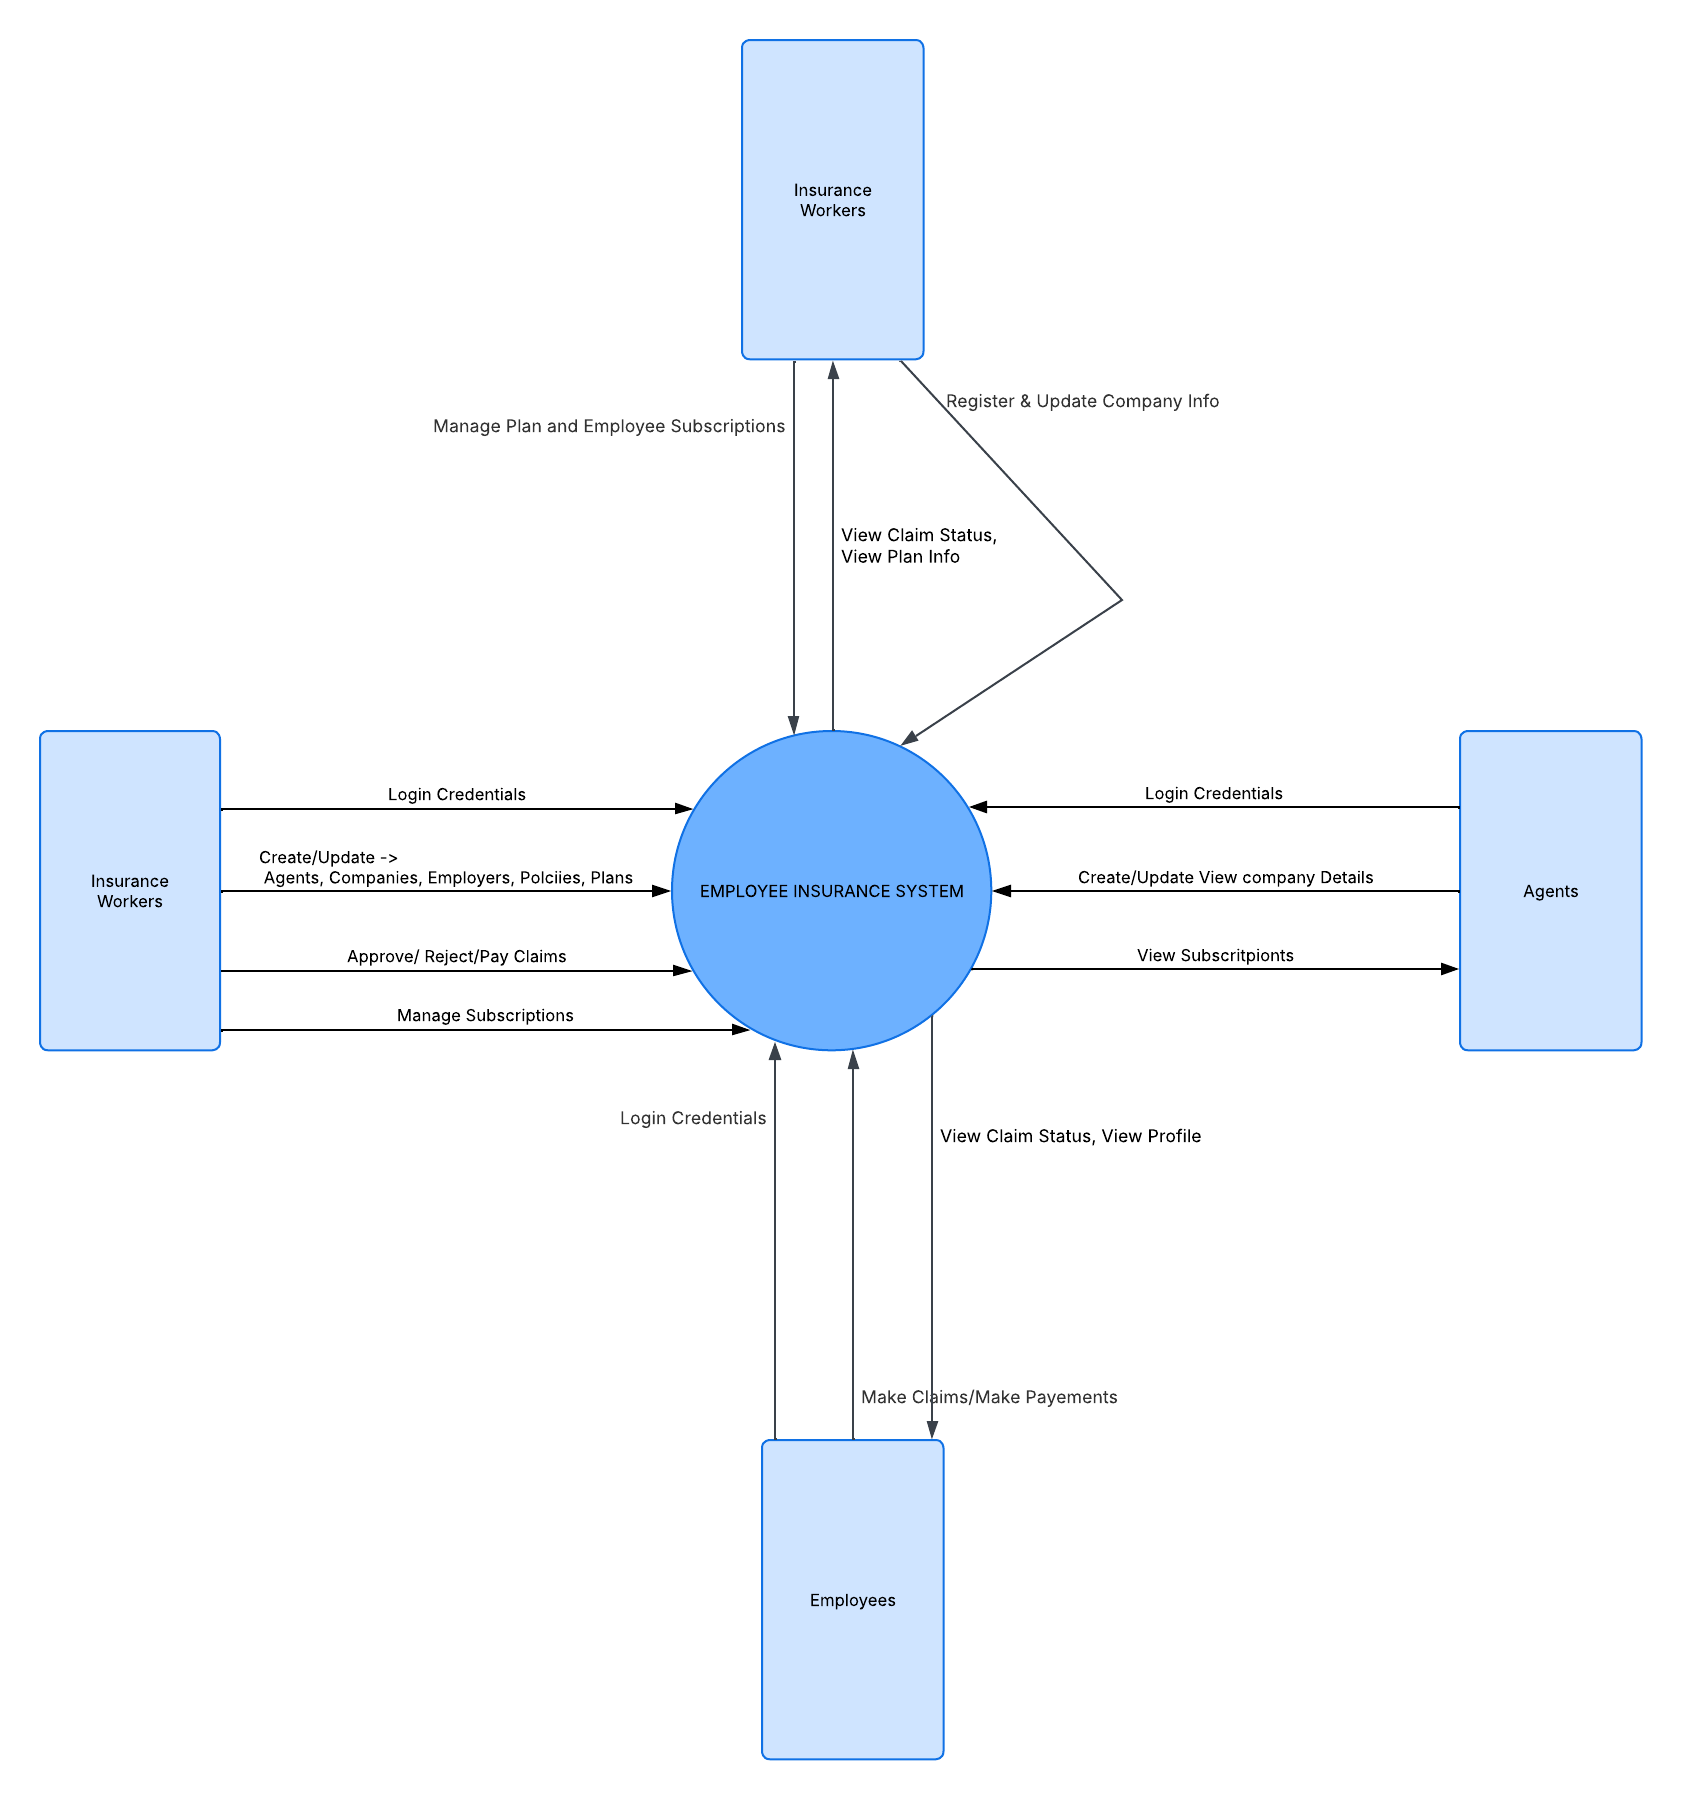 Insurance
Workers
Register & Update Company Info
Manage Plan and Employee Subscriptions
View Claim Status,
View Plan Info
Login Credentials
Login Credentials
Create/Update ->
Agents, Companies, Employers, Polciies, Plans
Insurance
Workers
EMPLOYEE INSURANCE SYSTEM
Create/Update View company Details
Agents
Approve/ Reject/Pay Claims
View Subscritpionts
Manage Subscriptions
Login Credentials
View Claim Status, View Profile
Make Claims/Make Payements
Employees